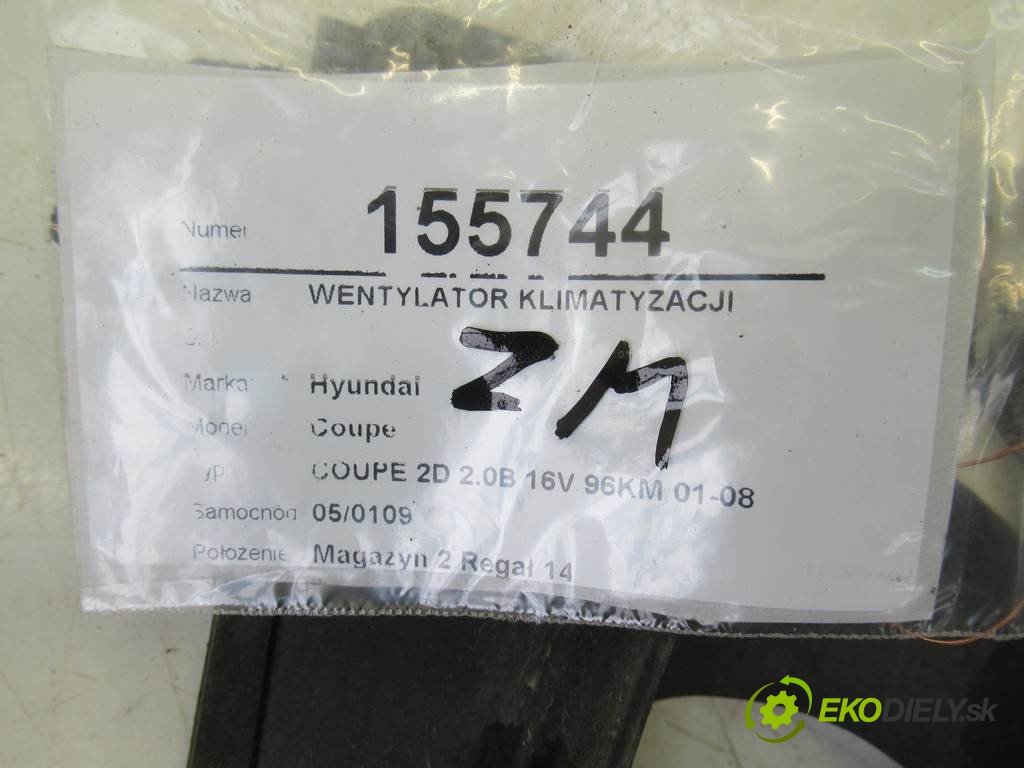 Numer 155744
Nazwa WENTYLATOR KLIMATYZACJI
ZM
Marka Hyundai
Model Coupe
Typ COUPE 2D 2.0B 16V 96KM 01-08
Samochód 05/0109
Położenie Magazyn 2 Regał 14
EKODIELY.sk